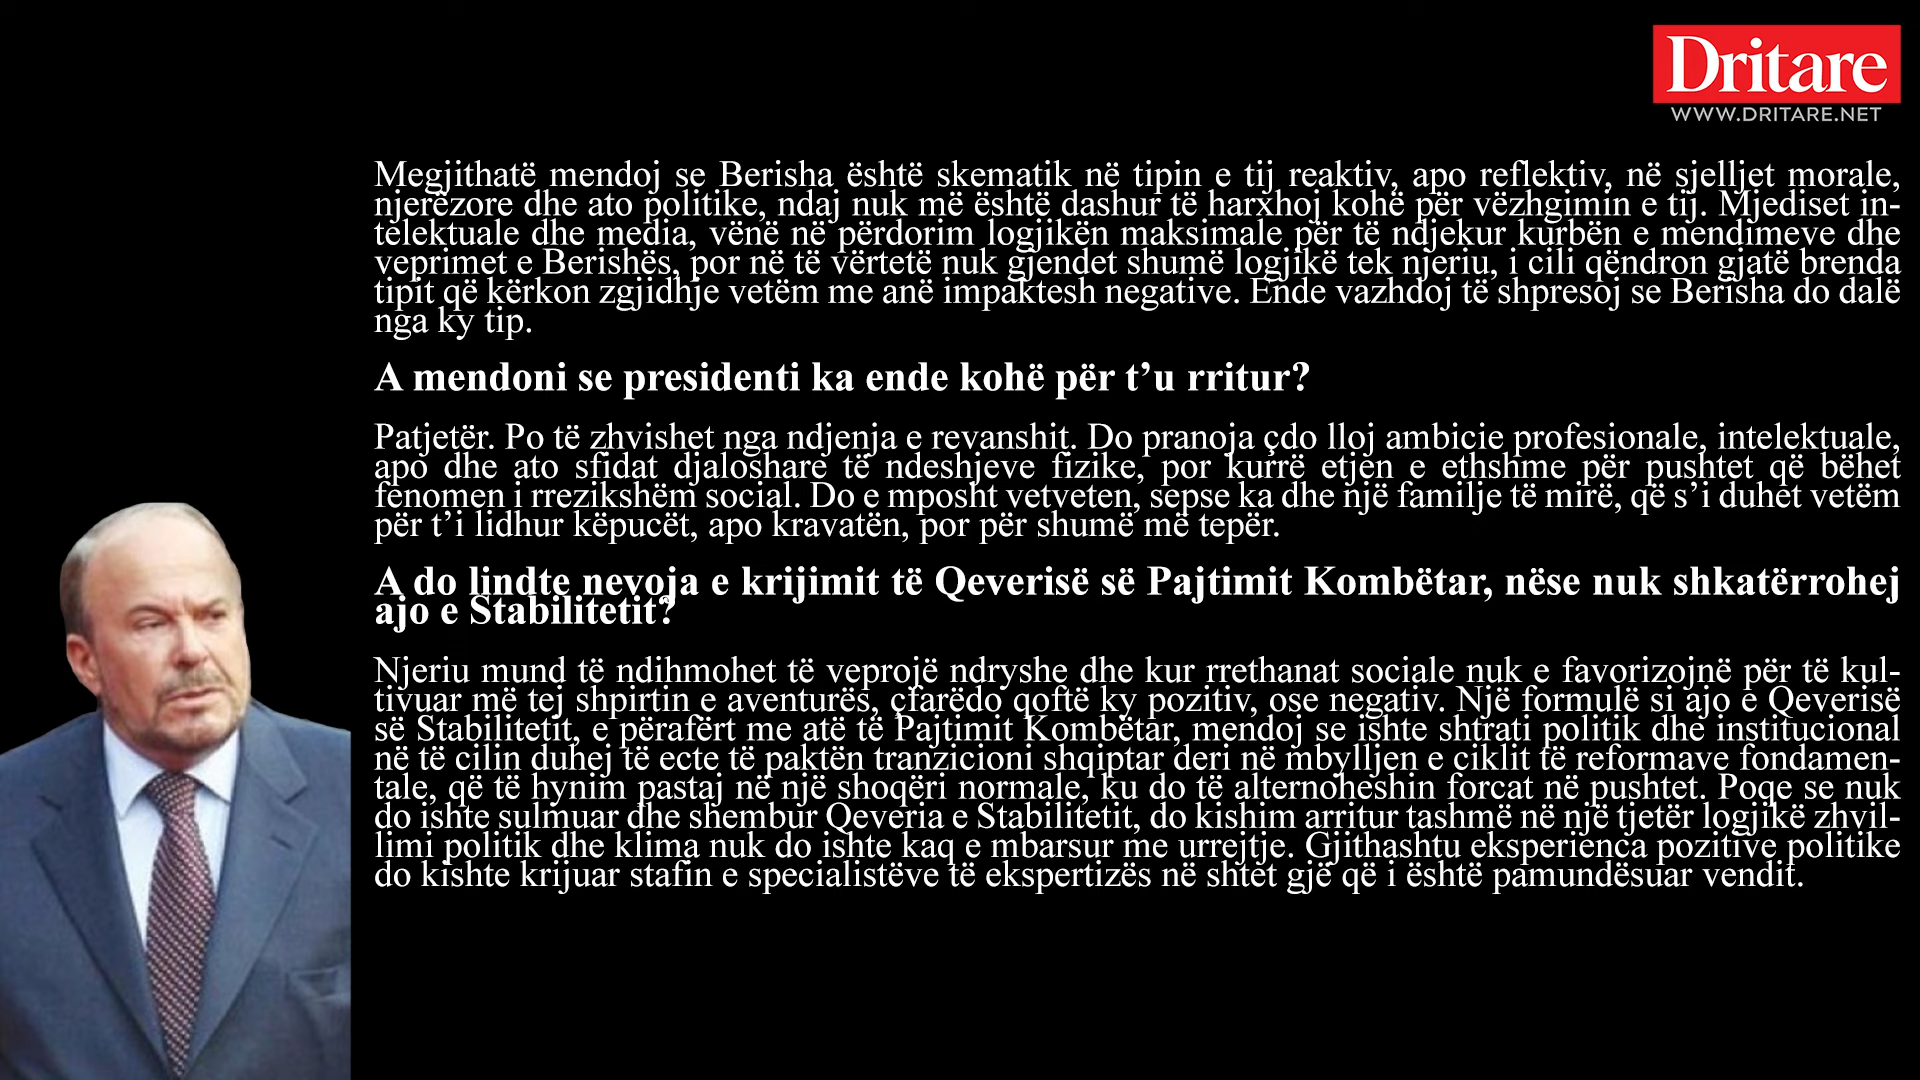 Dritare
WWW.DRITARE.NET
Megjithatë mendoj se Berisha është skematik në tipin e tij reaktiv, apo reflektiv, në sjelljet morale,
njerëzore dhe ato politike, ndaj nuk më është dashur të harxhoj kohë për vëzhgimin e tij. Mjediset in-
telektuale dhe media, vënë në përdorim logjikën maksimale për të ndjekur kurbën e mendimeve dhe
veprimet e Berishës, por në të vërtetë nuk gjendet shumë logjikë tek njeriu, i cili qëndron gjatë brenda
tipit që kërkon zgjidhje vetëm me anë impaktesh negative. Ende vazhdoj të shpresoj se Berisha do dalë
nga ky tip.
A mendoni se presidenti ka ende kohë për t’u rritur?
Patjetër. Po të zhvishet nga ndjenja e revanshit. Do pranoja çdo lloj ambicie profesionale, intelektuale,
apo dhe ato sfidat djaloshare të ndeshjeve fizike, por kurrë etjen e ethshme për pushtet që bëhet
fenomen i rrezikshëm social. Do e mposht vetveten, sepse ka dhe një familje të mirë, që s’i duhet vetëm
për t’i lidhur këpucët, apo kravatën, por për shumë më tepër.
A do lindte nevoja e krijimit të Qeverisë së Pajtimit Kombëtar, nëse nuk shkatërrohej
ajo e Stabilitetit?
Njeriu mund të ndihmohet të veprojë ndryshe dhe kur rrethanat sociale nuk e favorizojnë për të kul-
tivuar më tej shpirtin e aventurës, çfarëdo qoftë ky pozitiv, ose negativ. Një formulë si ajo e Qeverisë
së Stabilitetit, e përafërt me atë të Pajtimit Kombëtar, mendoj se ishte shtrati politik dhe institucional
në të cilin duhej të ecte të paktën tranzicioni shqiptar deri në mbylljen e ciklit të reformave fondamen-
tale, që të hynim pastaj në një shoqëri normale, ku do të alternoheshin forcat në pushtet. Poqe se nuk
do ishte sulmuar dhe shembur Qeveria e Stabilitetit, do kishim arritur tashmë në një tjetër logjikë zhvil-
limi politik dhe klima nuk do ishte kaq e mbarsur me urrejtje. Gjithashtu eksperienca pozitive politike
do kishte krijuar stafin e specialistëve të ekspertizës në shtet gjë që i është pamundësuar vendit.